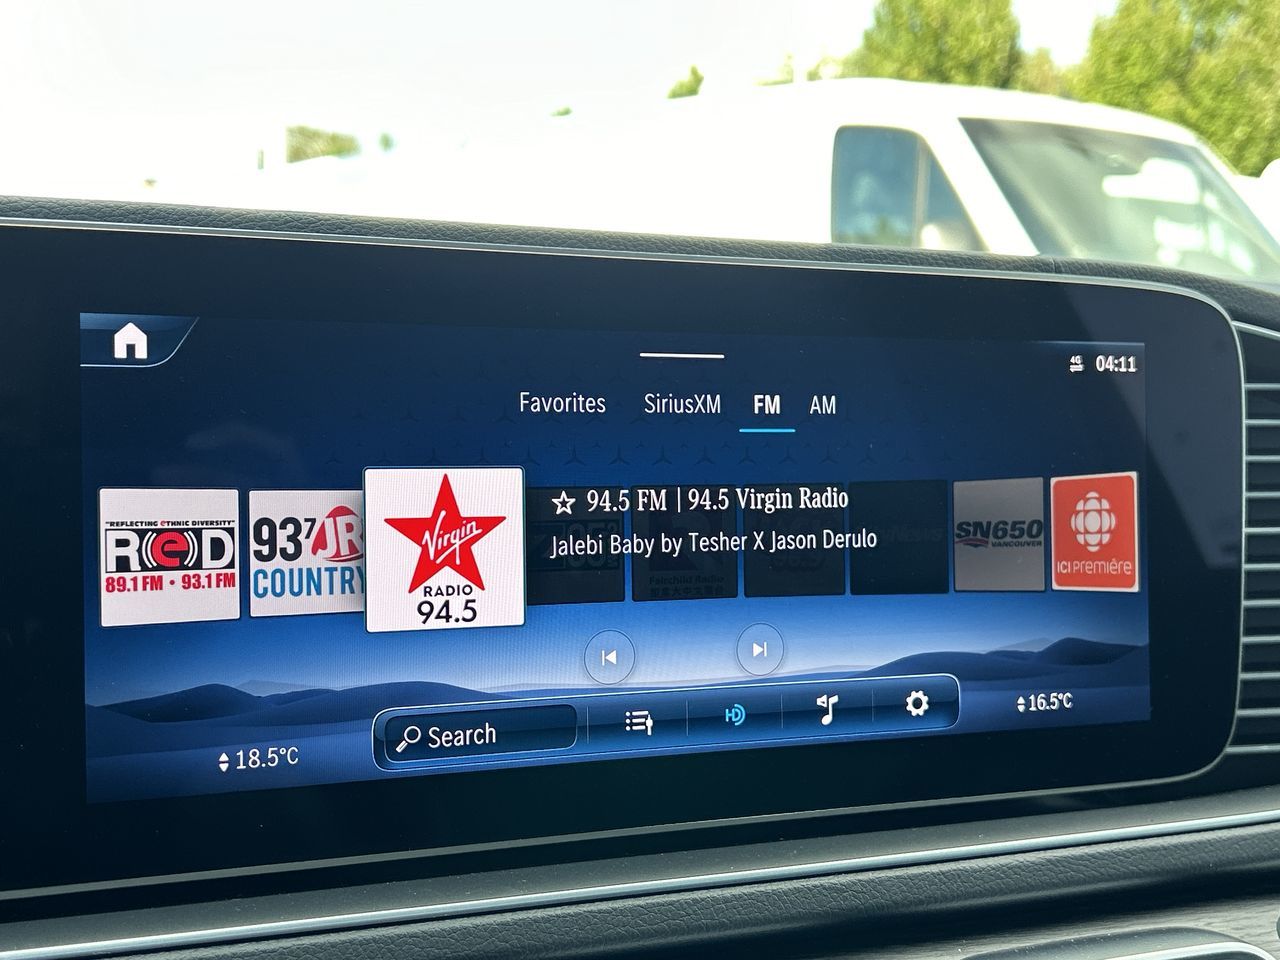 4G 04:11
Favorites SiriusXM FM AM
94.5 FM | 94.5 Virgin Radio
Jalebi Baby by Tesher X Jason Derulo
"REFLECTING eTHNIC DIVERSITY"
ReD
89.1 FM • 93.1 FM
93.7 JR
COUNTRY
Virgin
RADIO
94.5
Fairchild Radio
SN650
VANCOUVER
ICI PREMIÈRE
18.5°C
Search
HD
16.5°C